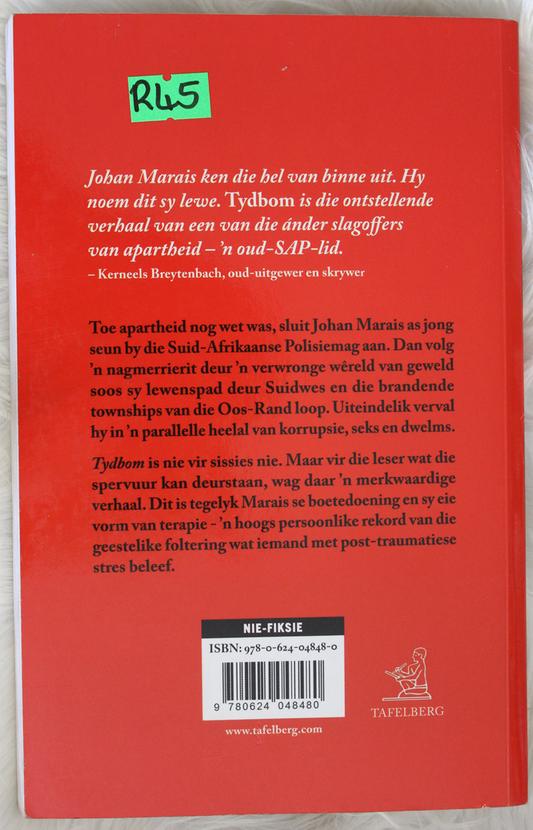 R45
Johan Marais ken die hel van binne uit. Hy
noem dit sy lewe. Tydbom is die ontstellende
verhaal van een van die ánder slagoffers
van apartheid – ’n oud-SAP-lid.
– Kerneels Breytenbach, oud-uitgewer en skrywer
Toe apartheid nog wet was, sluit Johan Marais as jong
seun by die Suid-Afrikaanse Polisiemag aan. Dan volg
’n nagmerrierit deur ’n verwronge wêreld van geweld
soos sy lewenspad deur Suidwes en die brandende
townships van die Oos-Rand loop. Uiteindelik verval
hy in ’n parallelle heelal van korrupsie, seks en dwelms.
Tydbom is nie vir sissies nie. Maar vir die leser wat die
spervuur kan deurstaan, wag daar ’n merkwaardige
verhaal. Dit is tegelyk Marais se boetedoening en sy eie
vorm van terapie - ’n hoogs persoonlike rekord van die
geestelike foltering wat iemand met post-traumatiese
stres beleef.
NIE-FIKSIE
ISBN: 978-0-624-04848-0
9 780624 048480
www.tafelberg.com
TAFELBERG